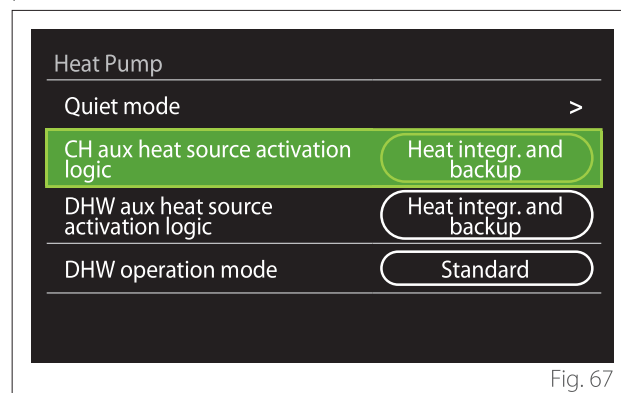 Heat Pump
Quiet mode >
CH aux heat source activation
logic
Heat integr. and
backup
DHW aux heat source
activation logic
Heat integr. and
backup
DHW operation mode
Standard
Fig. 67